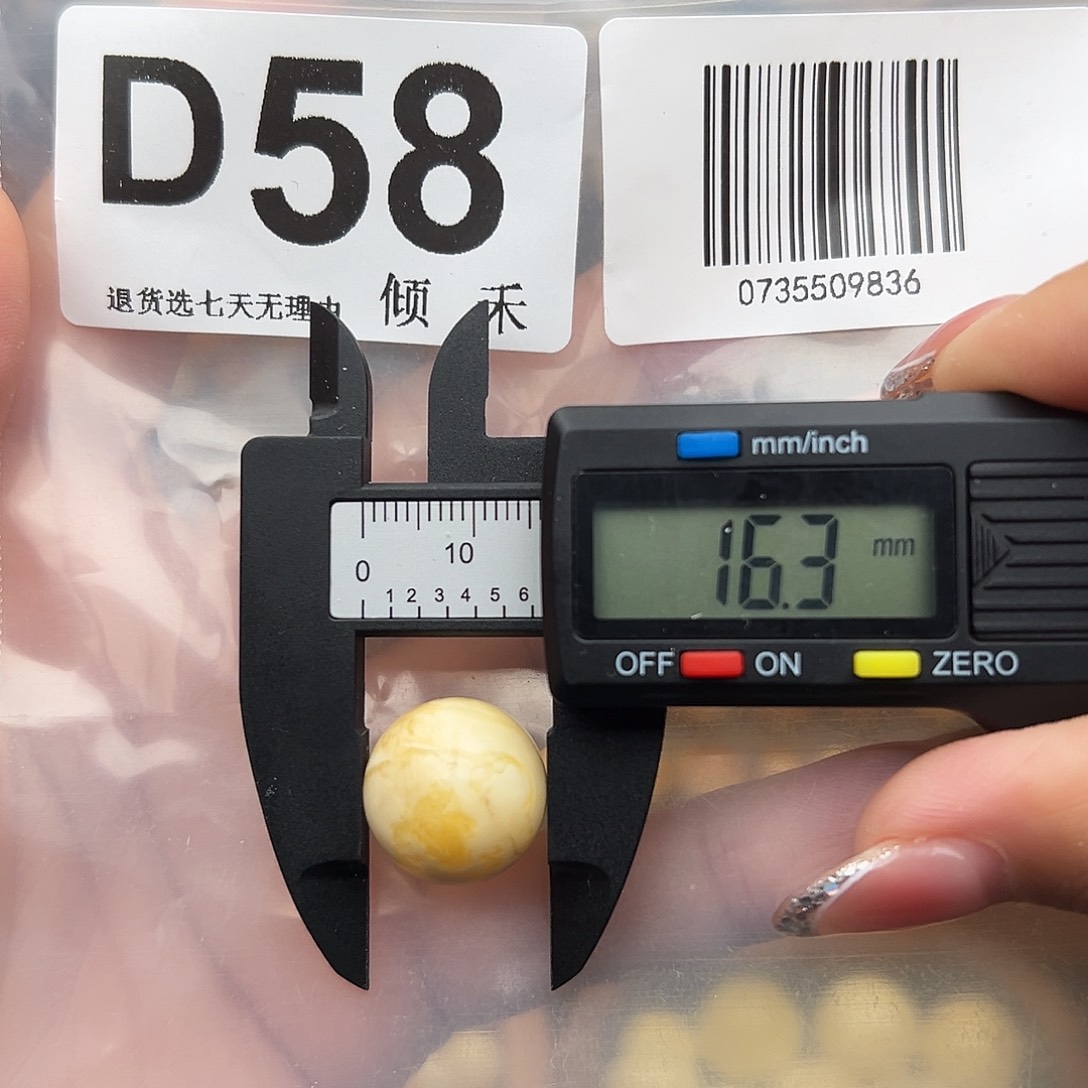 D58
退货选七天无理由 倾 禾
0735509836
mm/inch
16.3 mm
0 10
1 2 3 4 5 6
OFF ON ZERO